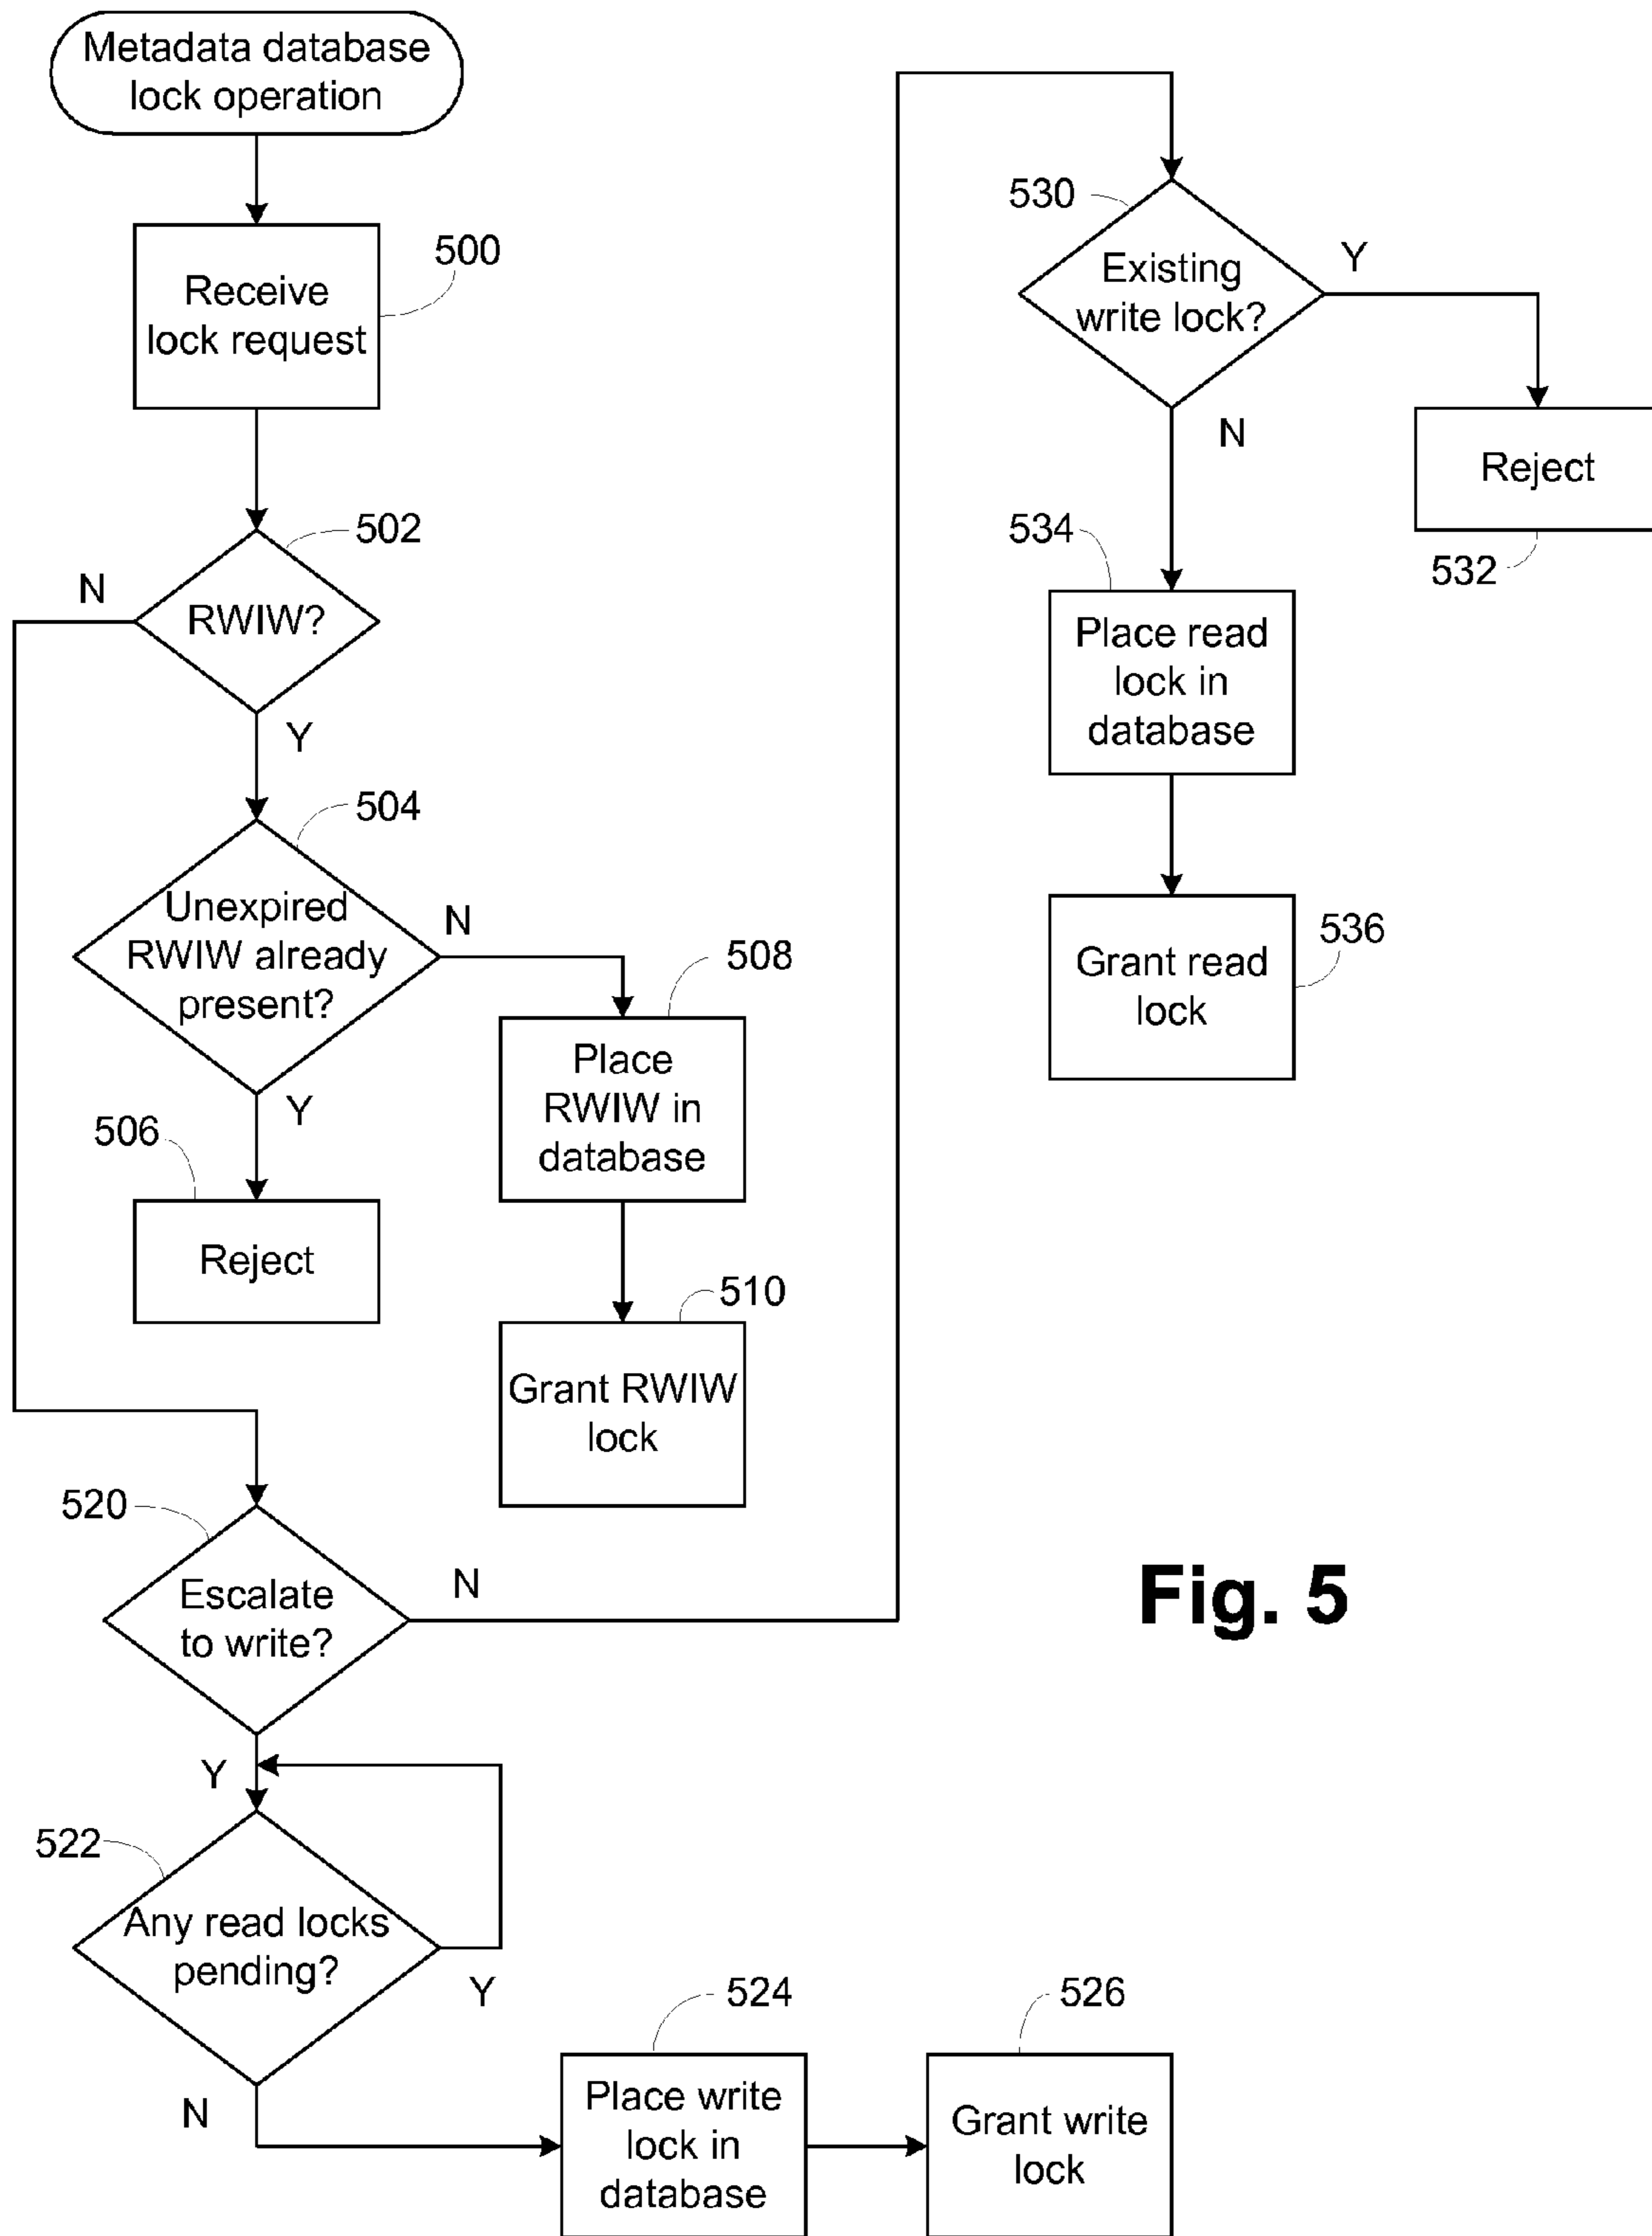 Metadata database
lock operation
Receive
lock request
500
502
N
RWIW?
Y
504
Unexpired
RWIW already
present?
N
Y
506
Reject
508
Place
RWIW in
database
510
Grant RWIW
lock
520
Escalate
to write?
N
Y
522
Any read locks
pending?
Y
N
524
Place write
lock in
database
526
Grant write
lock
530
Existing
write lock?
Y
N
Reject
532
534
Place read
lock in
database
536
Grant read
lock
Fig. 5